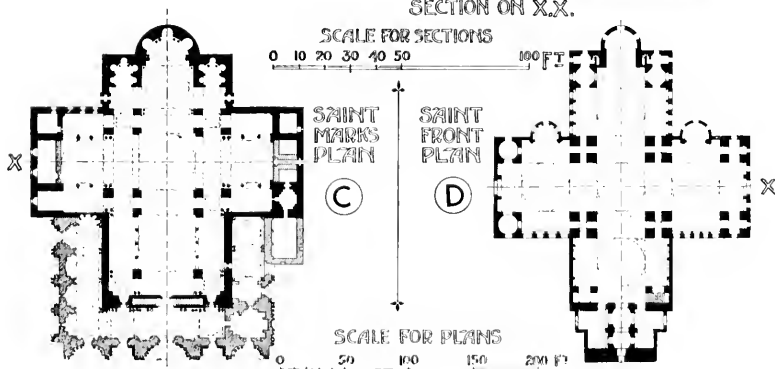 SECTION ON X.X.
SCALE FOR SECTIONS
0 10 20 30 40 50 100 FT
SAINT
MARKS
PLAN
SAINT
FRONT
PLAN
X
C
D
X
SCALE FOR PLANS
0 50 100 150 200 FT